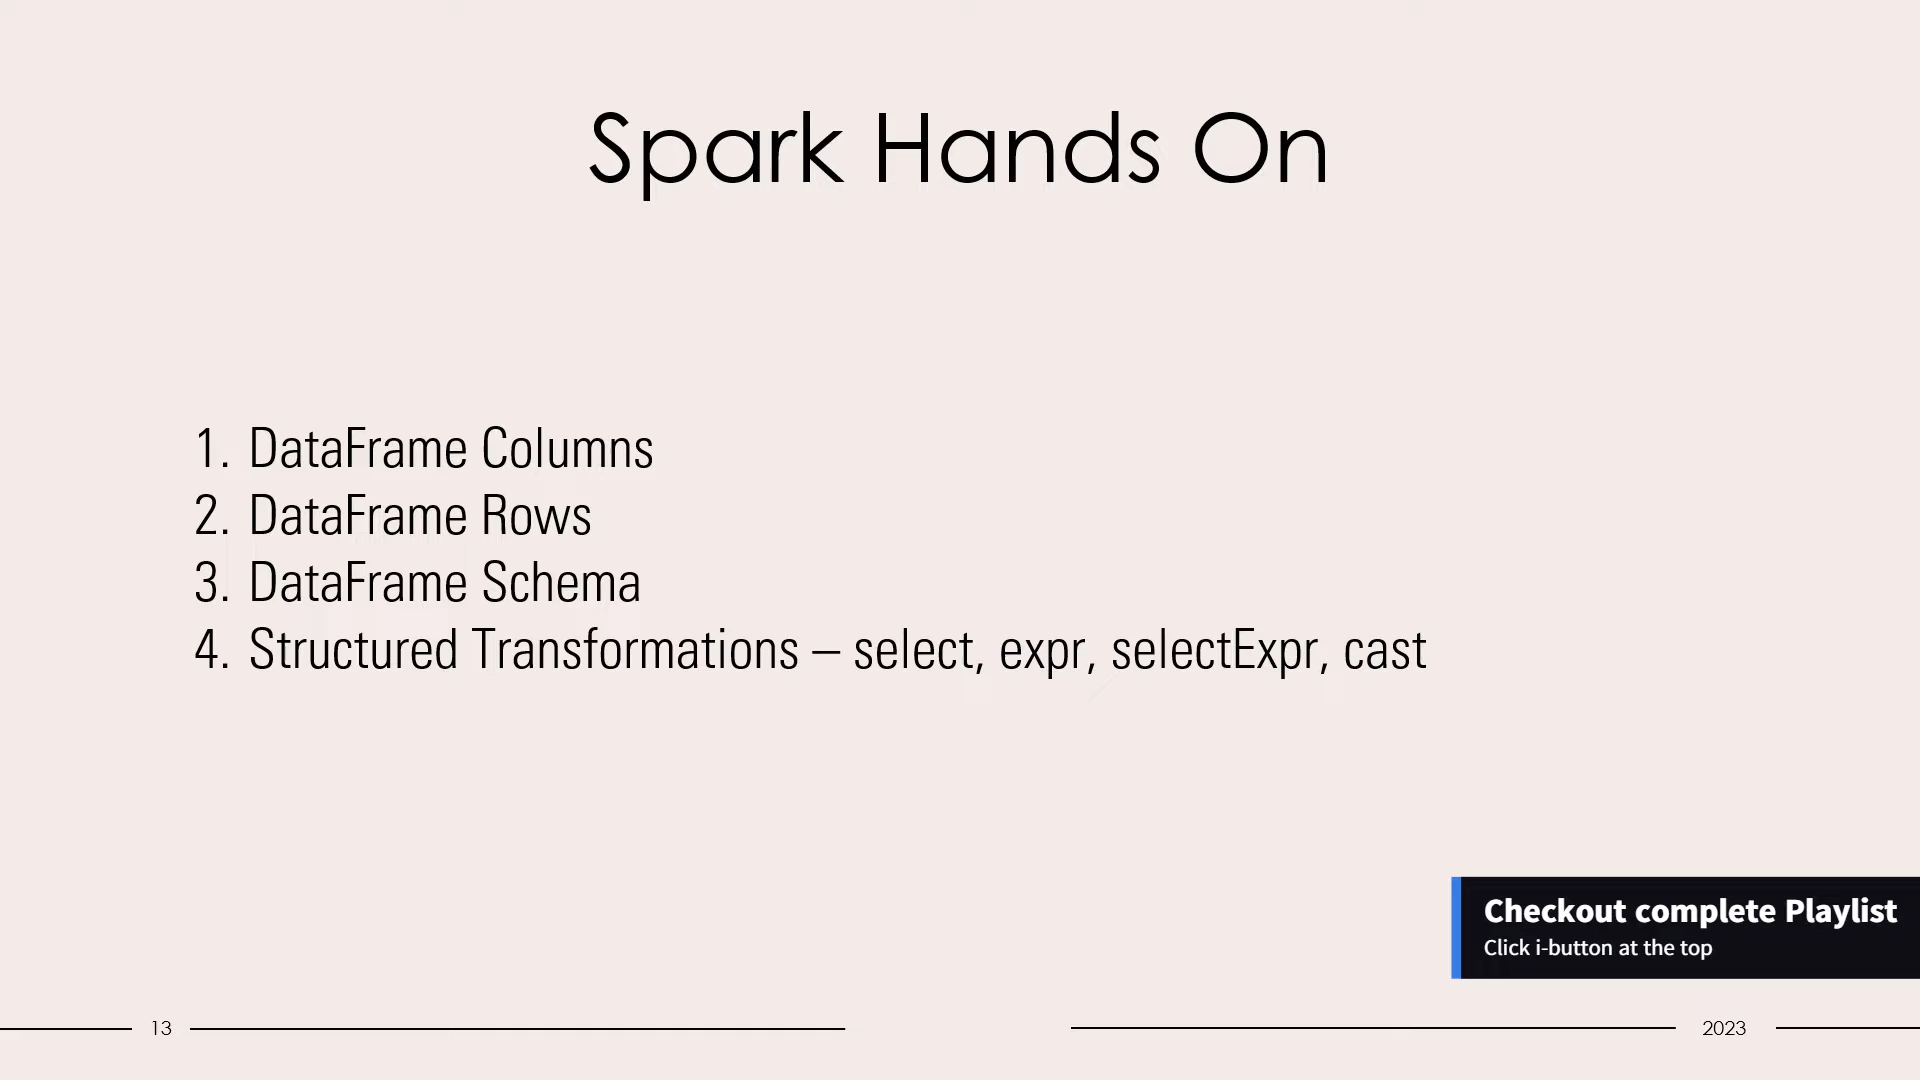 Spark Hands On
1. DataFrame Columns
2. DataFrame Rows
3. DataFrame Schema
4. Structured Transformations – select, expr, selectExpr, cast
Checkout complete Playlist
Click i-button at the top
13
2023